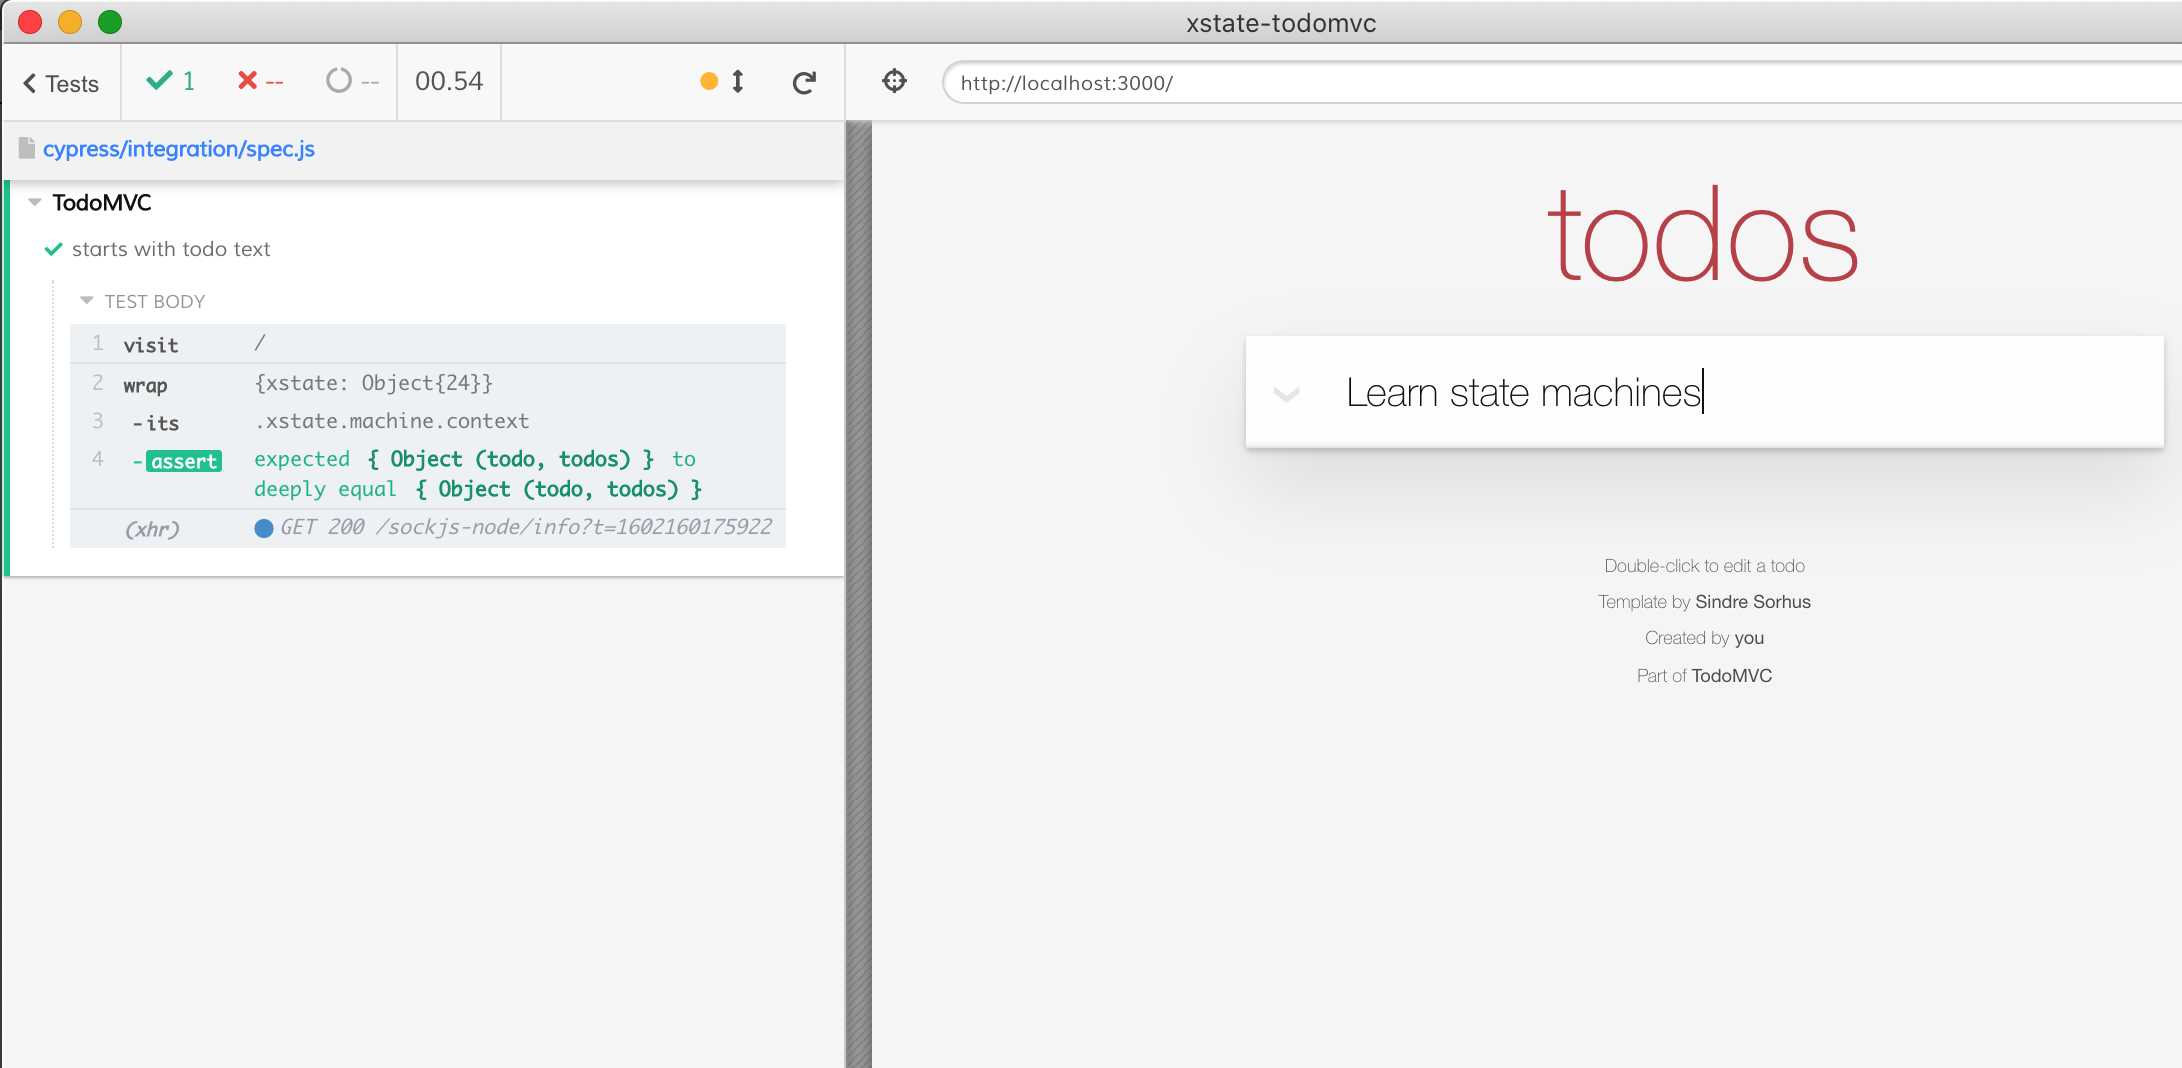 xstate-todomvc
Tests 1 -- -- 00.54
http://localhost:3000/
cypress/integration/spec.js
TodoMVC
starts with todo text
TEST BODY
1 visit /
2 wrap {xstate: Object{24}}
3 -its .xstate.machine.context
4 -assert expected { Object (todo, todos) } to
deeply equal { Object (todo, todos) }
(xhr) GET 200 /sockjs-node/info?t=1602160175922
todos
Learn state machines
Double-click to edit a todo
Template by Sindre Sorhus
Created by you
Part of TodoMVC